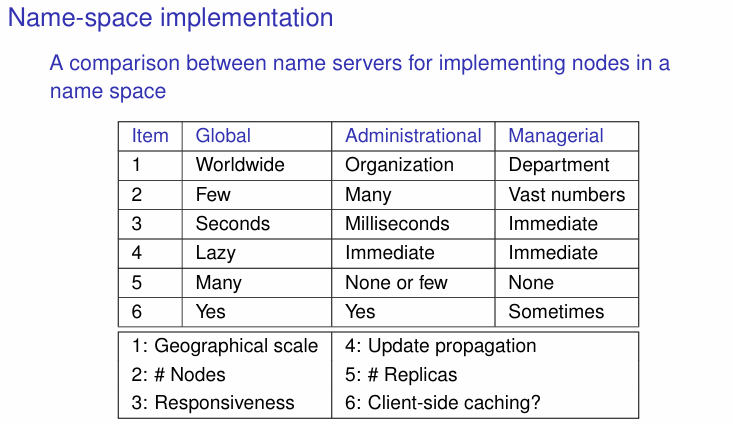 Name-space implementation
A comparison between name servers for implementing nodes in a
name space
Item Global Administrational Managerial
1 Worldwide Organization Department
2 Few Many Vast numbers
3 Seconds Milliseconds Immediate
4 Lazy Immediate Immediate
5 Many None or few None
6 Yes Yes Sometimes
1: Geographical scale 4: Update propagation
2: # Nodes 5: # Replicas
3: Responsiveness 6: Client-side caching?